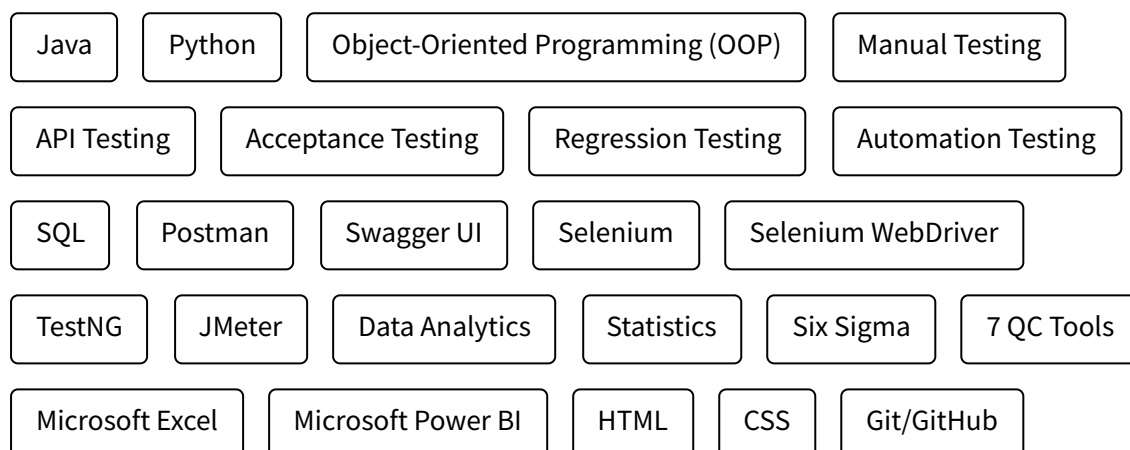 Java Python Object-Oriented Programming (OOP) Manual Testing
API Testing Acceptance Testing Regression Testing Automation Testing
SQL Postman Swagger UI Selenium Selenium WebDriver
TestNG JMeter Data Analytics Statistics Six Sigma 7 QC Tools
Microsoft Excel Microsoft Power BI HTML CSS Git/GitHub